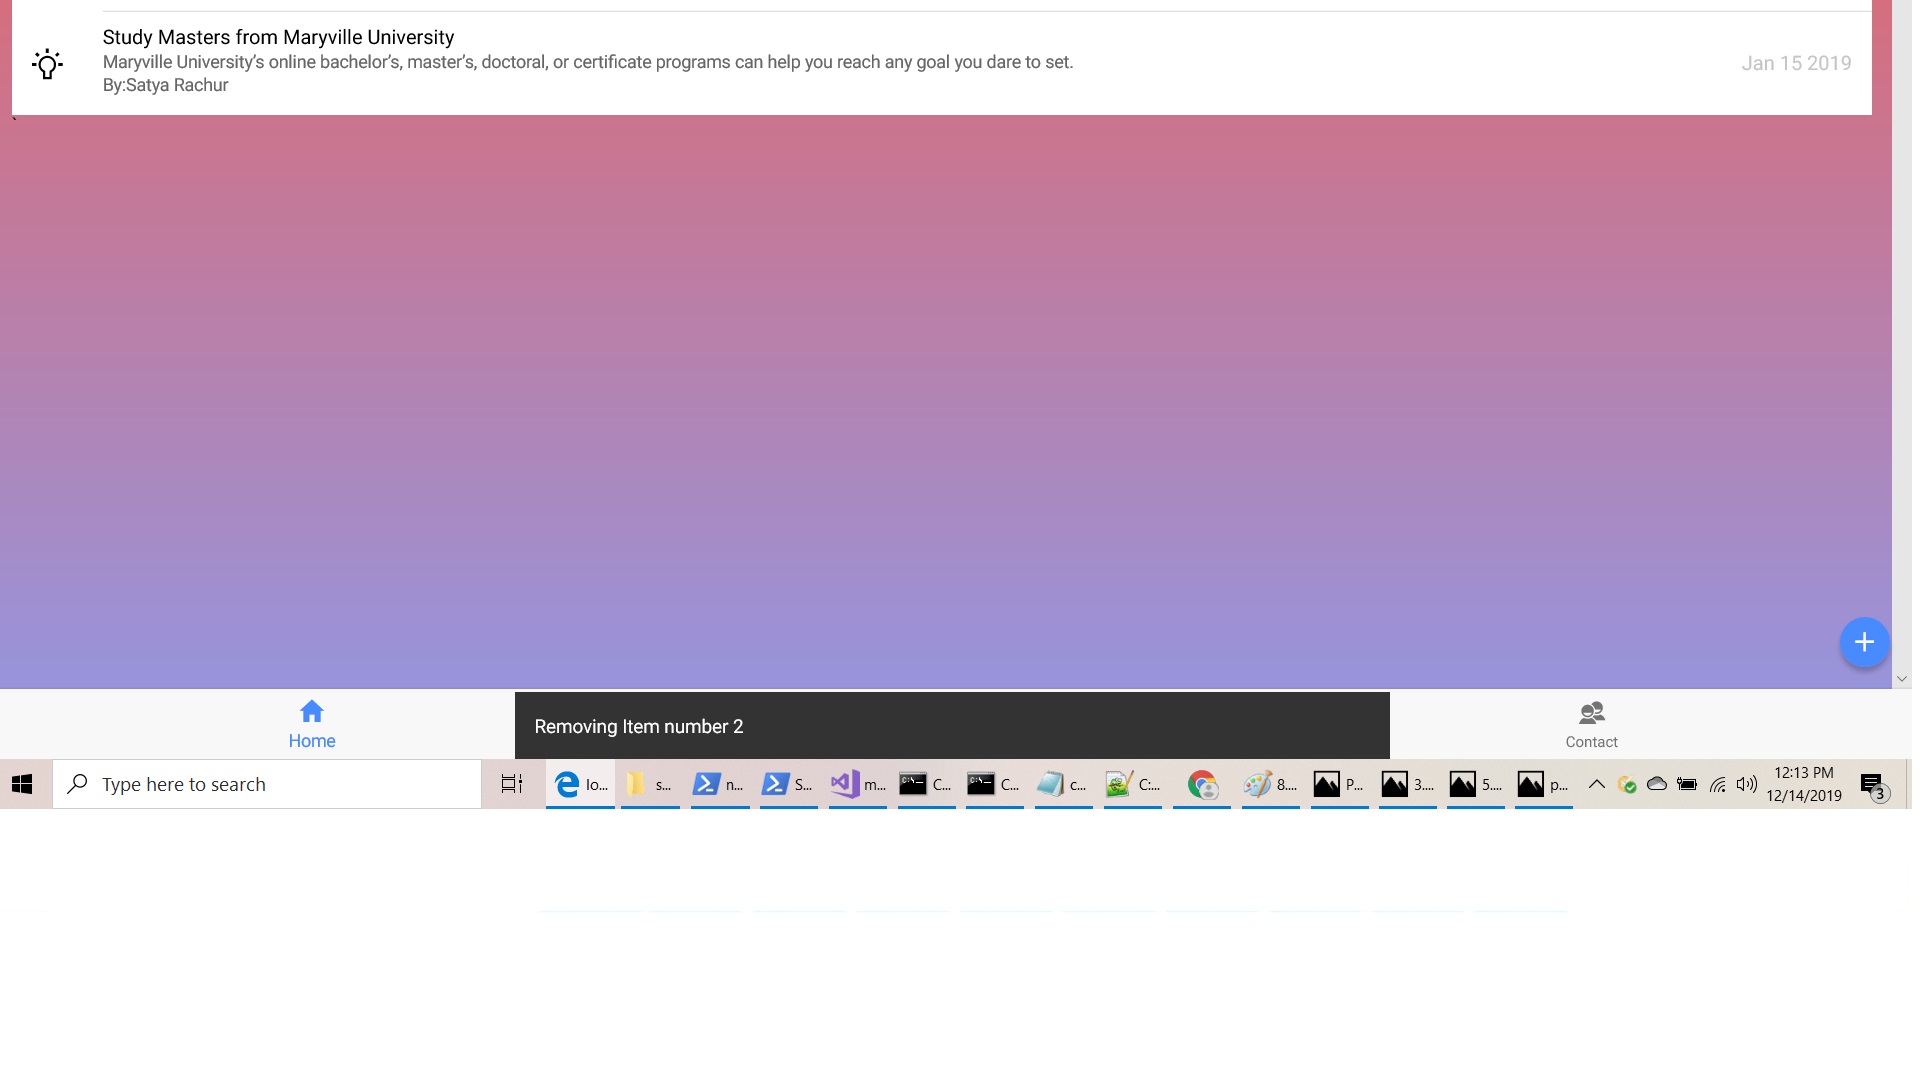 Study Masters from Maryville University
Maryville University's online bachelor's, master's, doctoral, or certificate programs can help you reach any goal you dare to set.
By:Satya Rachur
Jan 15 2019
Home
Removing Item number 2
Contact
Type here to search
Io...
s...
n...
S...
m...
C...
C...
c...
C:...
8....
P...
3....
5....
p...
12:13 PM
12/14/2019
3